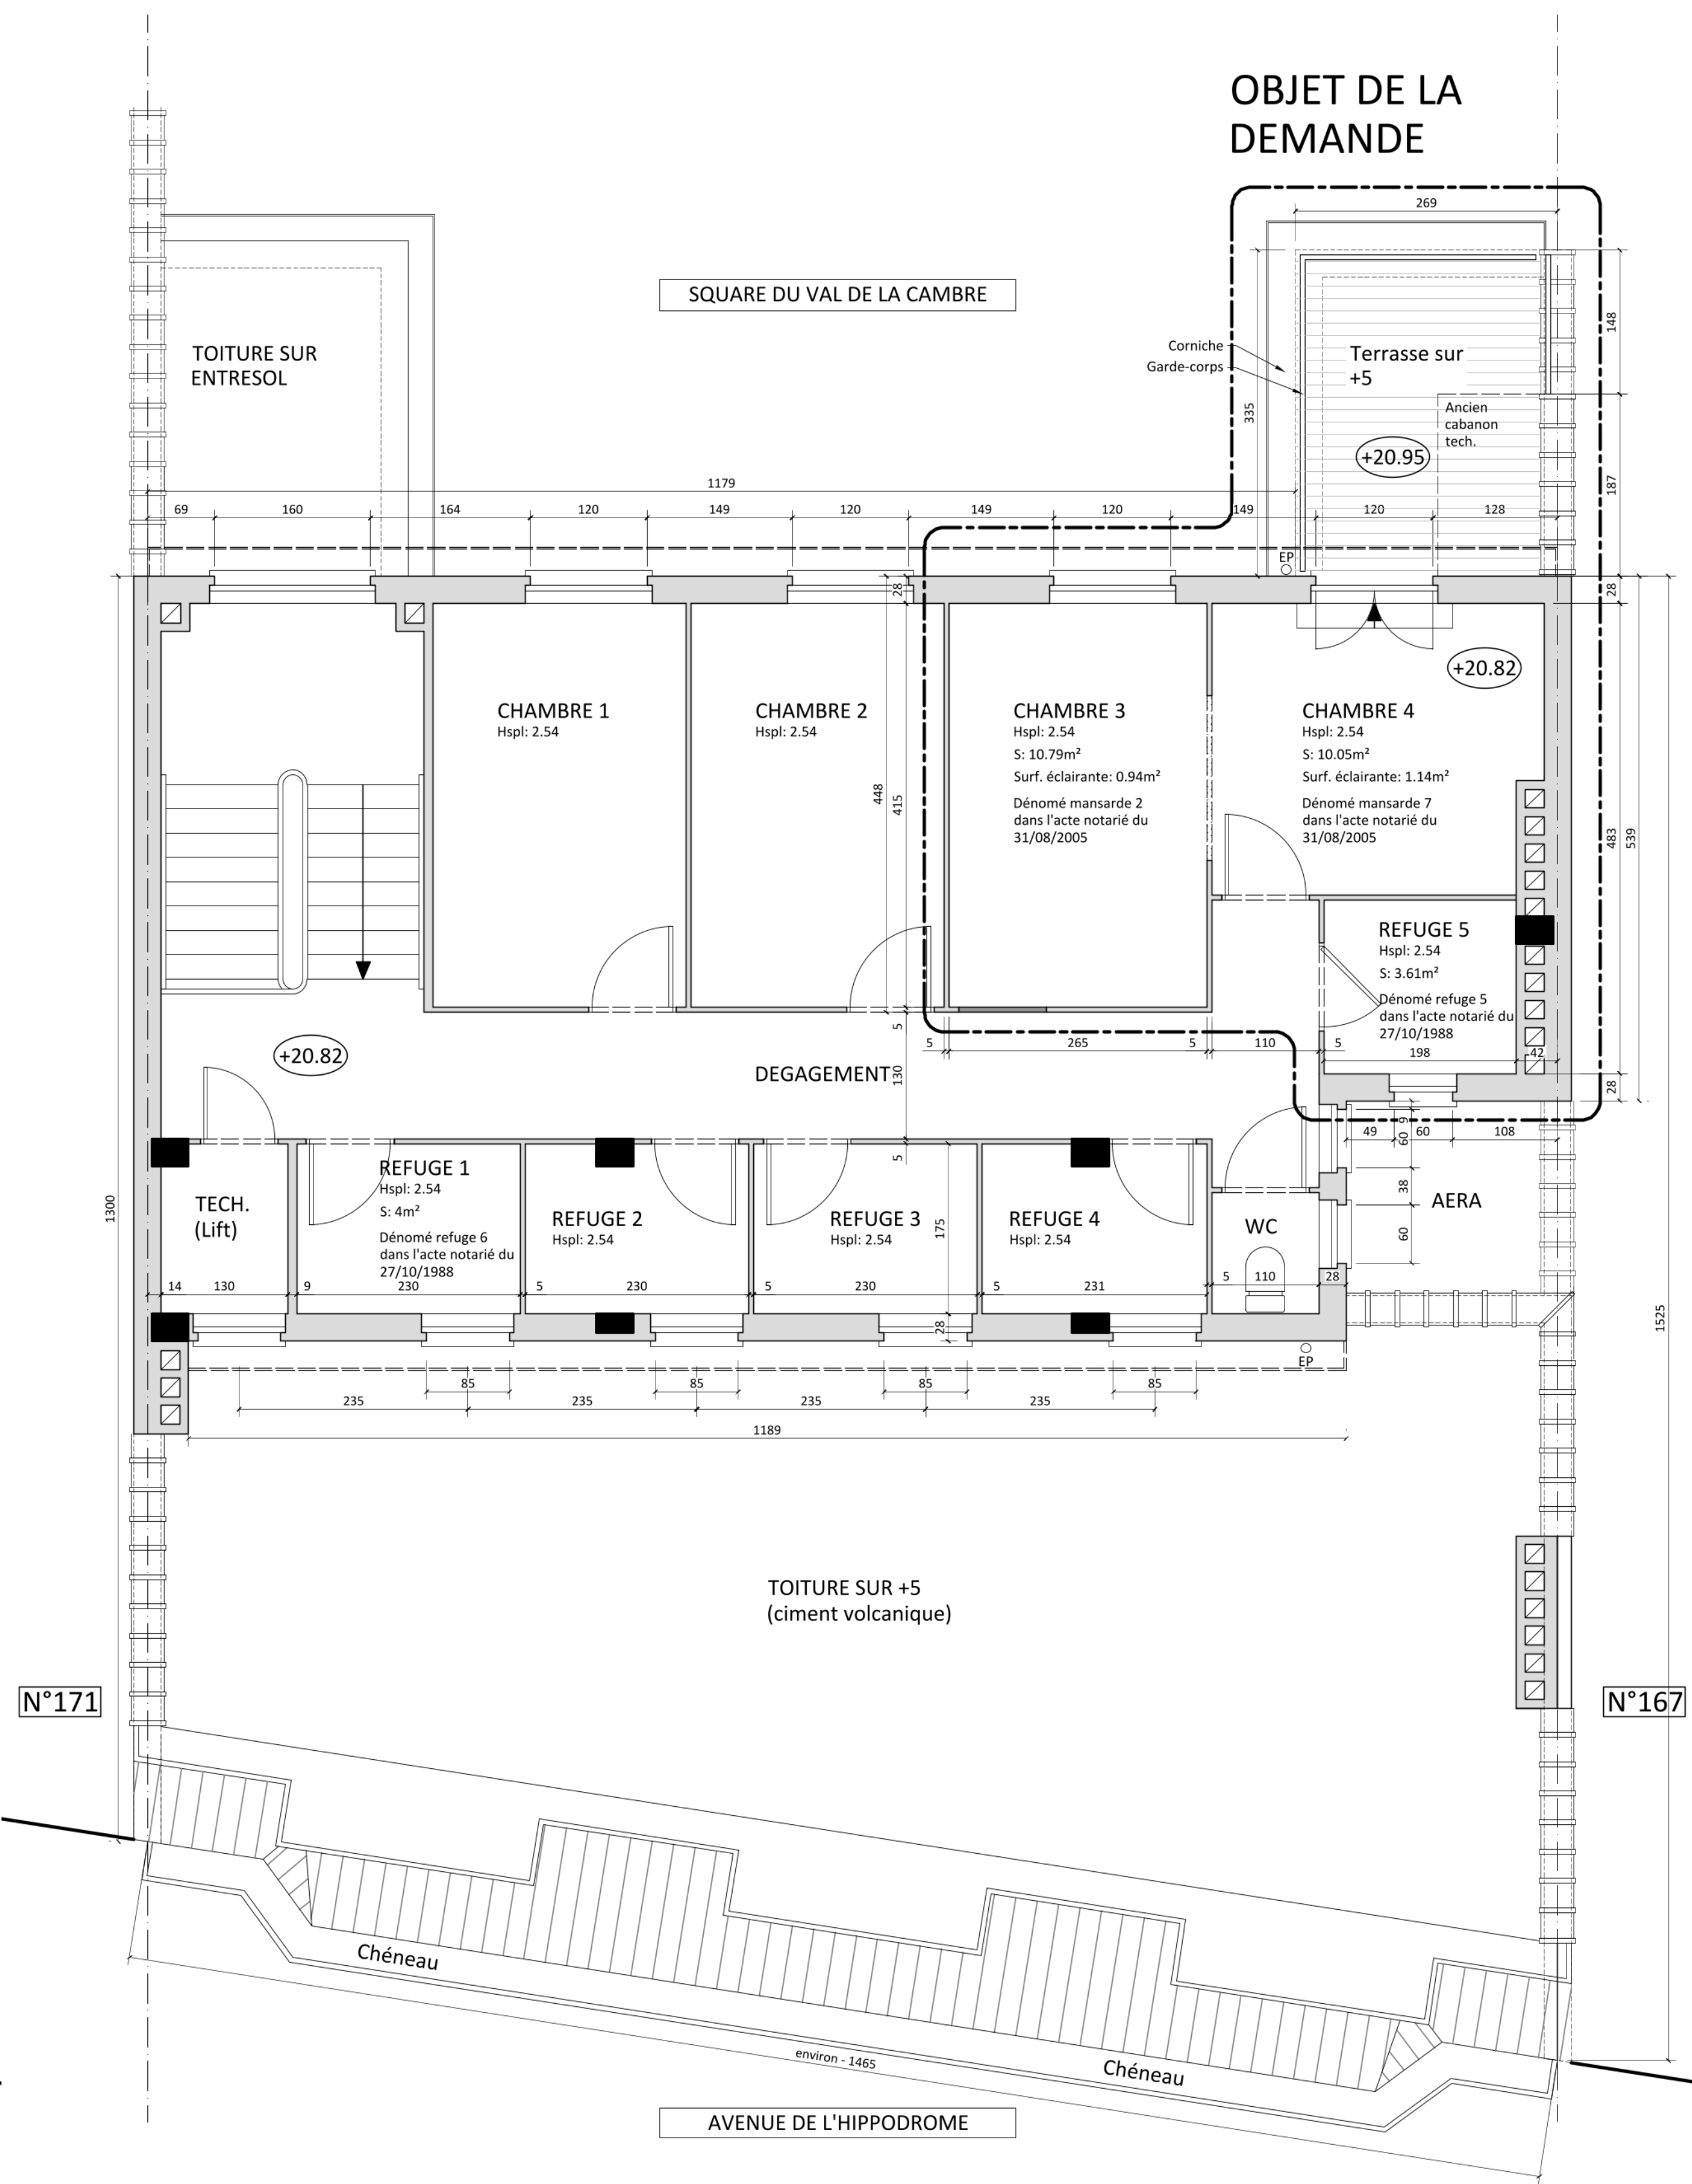 OBJET DE LA
DEMANDE
269
SQUARE DU VAL DE LA CAMBRE
TOITURE SUR
ENTRESOL
Corniche
Garde-corps
Terrasse sur
+5
Ancien
cabanon
tech.
+20.95
335
148
187
1179
69
160
164
120
149
120
149
120
149
120
128
EP
28
28
+20.82
CHAMBRE 1
Hspl: 2.54
CHAMBRE 2
Hspl: 2.54
CHAMBRE 3
Hspl: 2.54
S: 10.79m²
Surf. éclairante: 0.94m²
Dénomé mansarde 2
dans l'acte notarié du
31/08/2005
CHAMBRE 4
Hspl: 2.54
S: 10.05m²
Surf. éclairante: 1.14m²
Dénomé mansarde 7
dans l'acte notarié du
31/08/2005
448
415
483
539
REFUGE 5
Hspl: 2.54
S: 3.61m²
Dénomé refuge 5
dans l'acte notarié du
27/10/1988
5
5
265
5
110
5
198
42
28
+20.82
DEGAGEMENT
130
49
60
108
9
60
38
60
AERA
5
TECH.
(Lift)
REFUGE 1
Hspl: 2.54
S: 4m²
Dénomé refuge 6
dans l'acte notarié du
27/10/1988
REFUGE 2
Hspl: 2.54
REFUGE 3
Hspl: 2.54
175
REFUGE 4
Hspl: 2.54
WC
14
130
9
230
5
230
5
230
5
231
5
110
28
28
EP
1300
1525
85
85
85
85
235
235
235
235
1189
TOITURE SUR +5
(ciment volcanique)
N°171
N°167
Chéneau
environ - 1465
Chéneau
AVENUE DE L'HIPPODROME